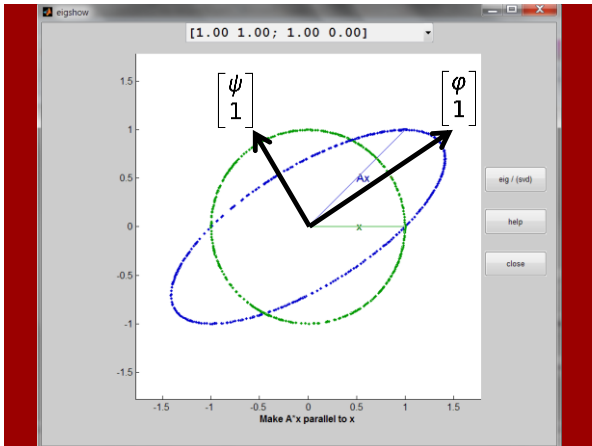 eigshow
[1.00 1.00; 1.00 0.00]
ψ
1
φ
1
1.5
1
0.5
0
-0.5
-1
-1.5
Ax
x
eig / (svd)
help
close
-1.5 -1 -0.5 0 0.5 1 1.5
Make A*x parallel to x